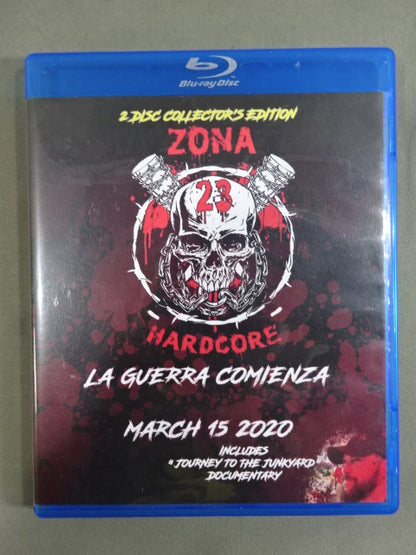 Blu-ray Disc
2 DISC COLLECTOR'S EDITION
ZONA
23
HARDCORE
LA GUERRA COMIENZA
MARCH 15 2020
INCLUDES
"JOURNEY TO THE JUNKYARD"
DOCUMENTARY